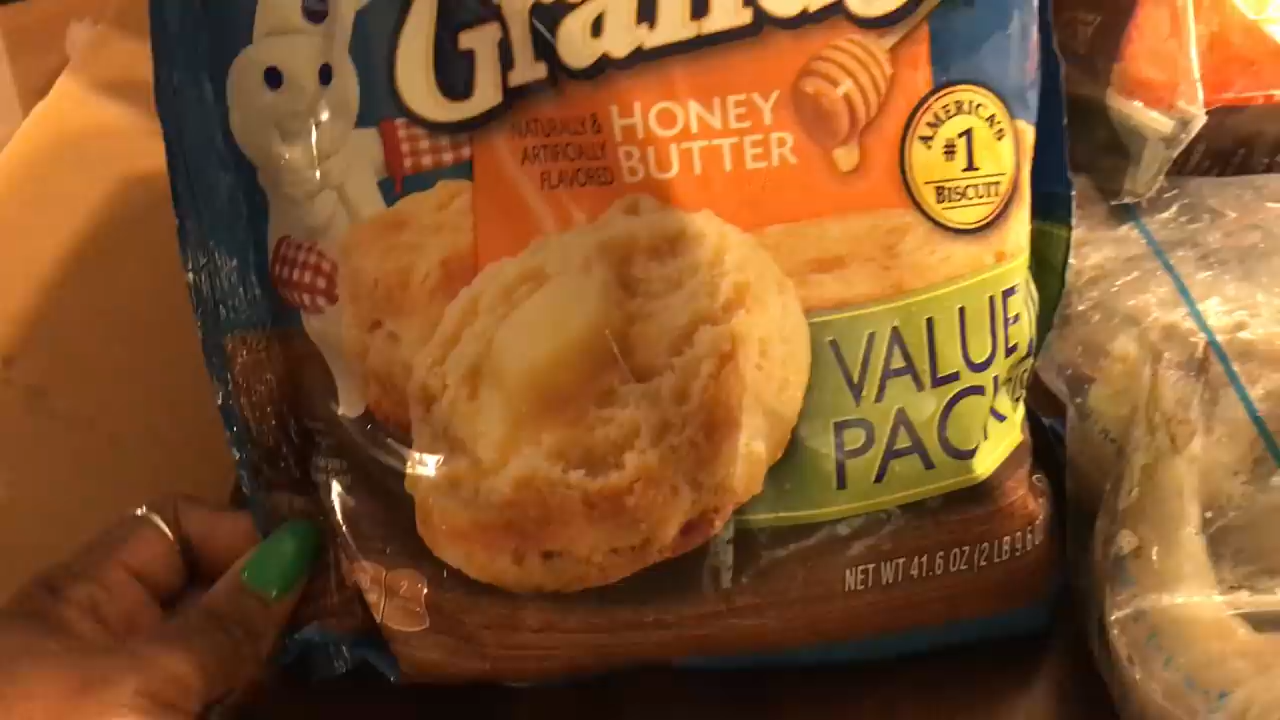 Grands
NATURALLY &
ARTIFICIALLY
FLAVORED
HONEY
BUTTER
AMERICA'S
#1
BISCUIT
VALUE
PACK
NET WT 41.6 OZ (2 LB 9.6